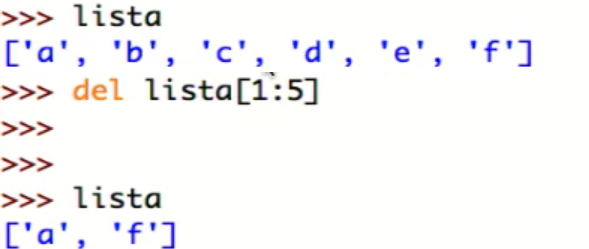 >>> lista
['a', 'b', 'c', 'd', 'e', 'f']
>>> del lista[1:5]
>>>
>>>
>>> lista
['a', 'f']